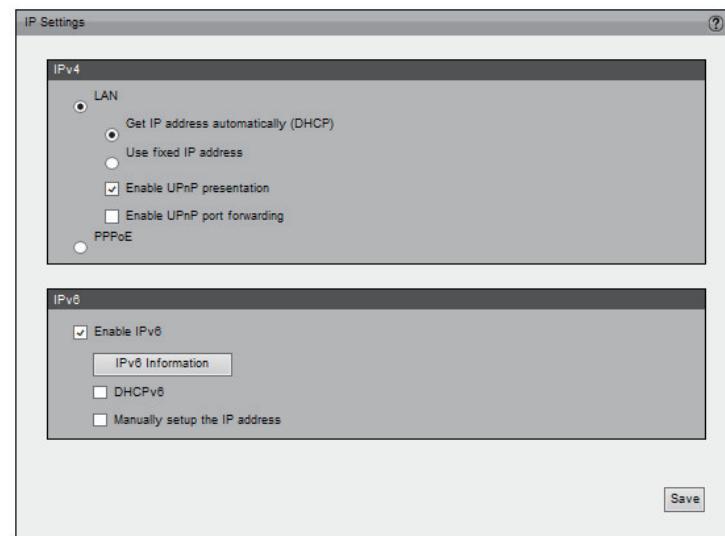 IP Settings
?
IPv4
LAN
Get IP address automatically (DHCP)
Use fixed IP address
Enable UPnP presentation
Enable UPnP port forwarding
PPPoE
IPv6
Enable IPv6
IPv6 Information
DHCPv6
Manually setup the IP address
Save